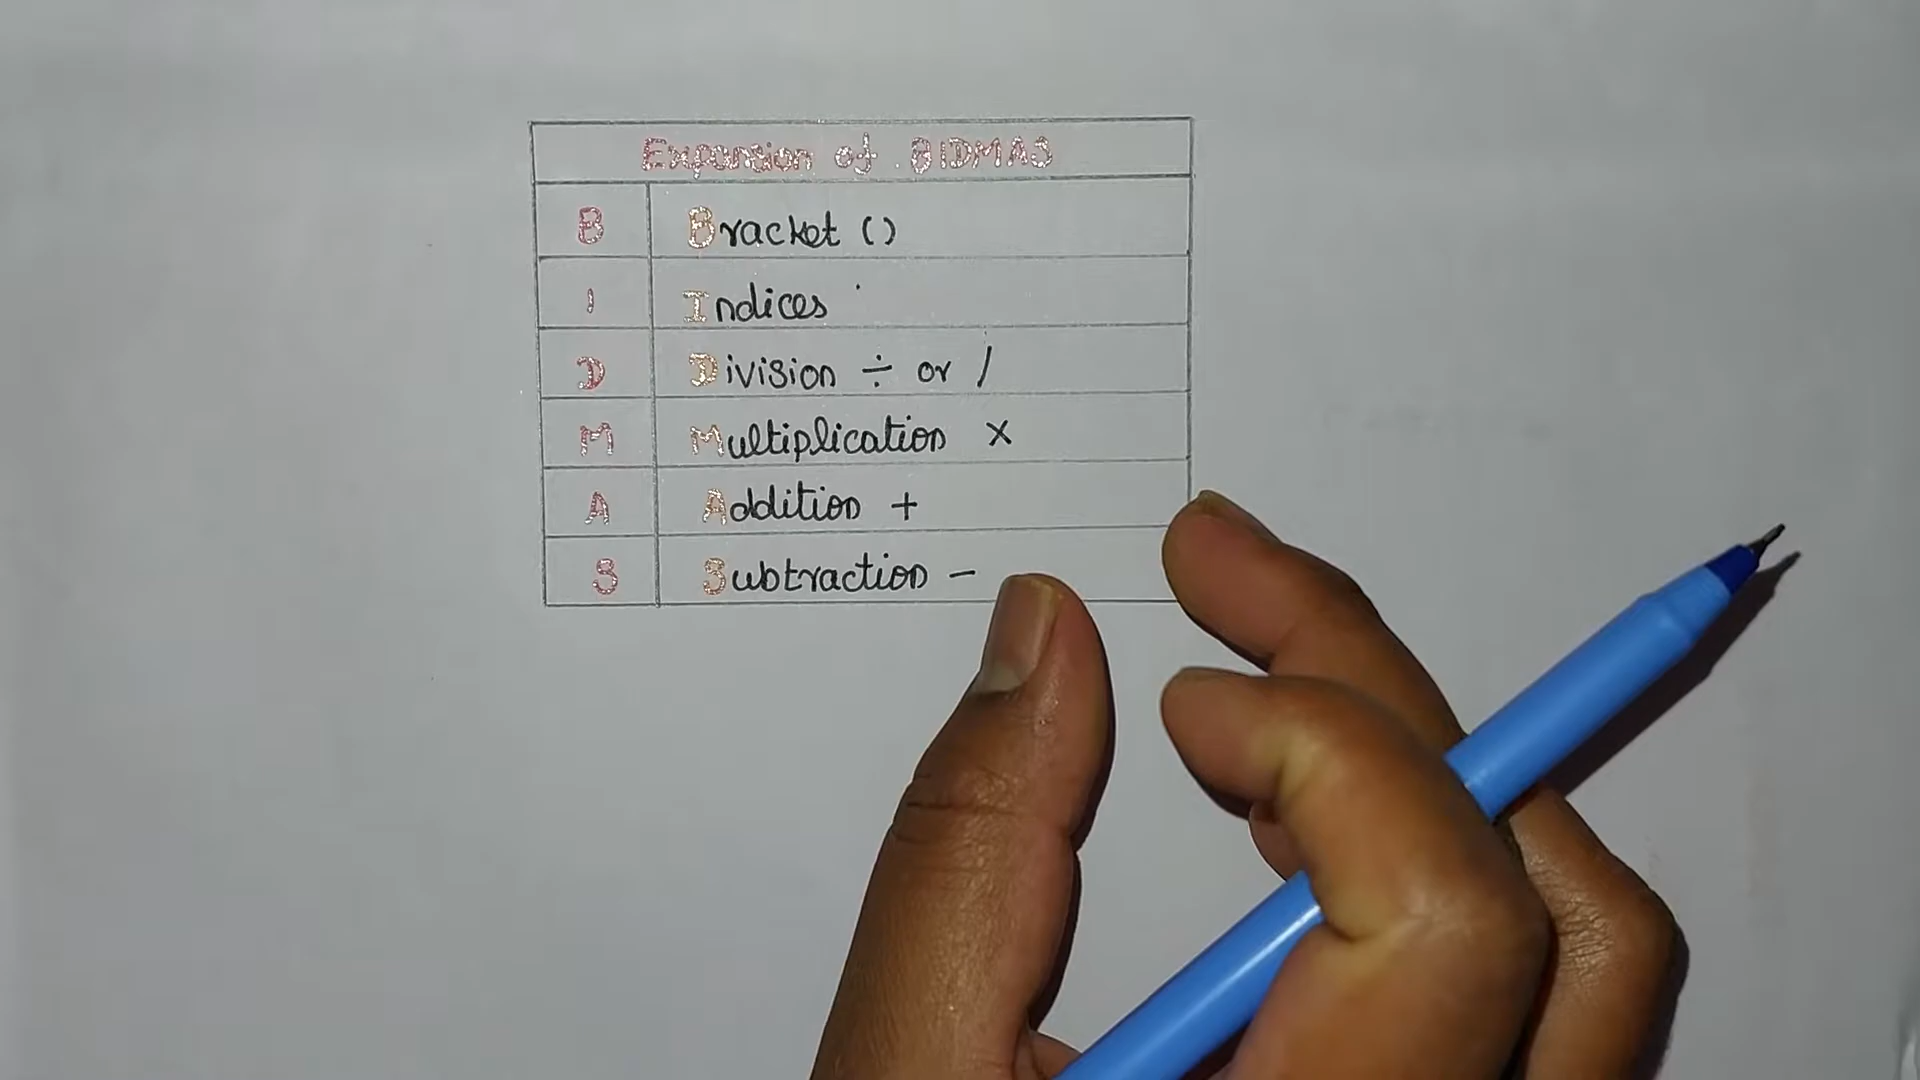 Expansion of BIDMAS
B Bracket ()
I Indices
D Division ÷ or /
M Multiplication ×
A Addition +
S Subtraction −